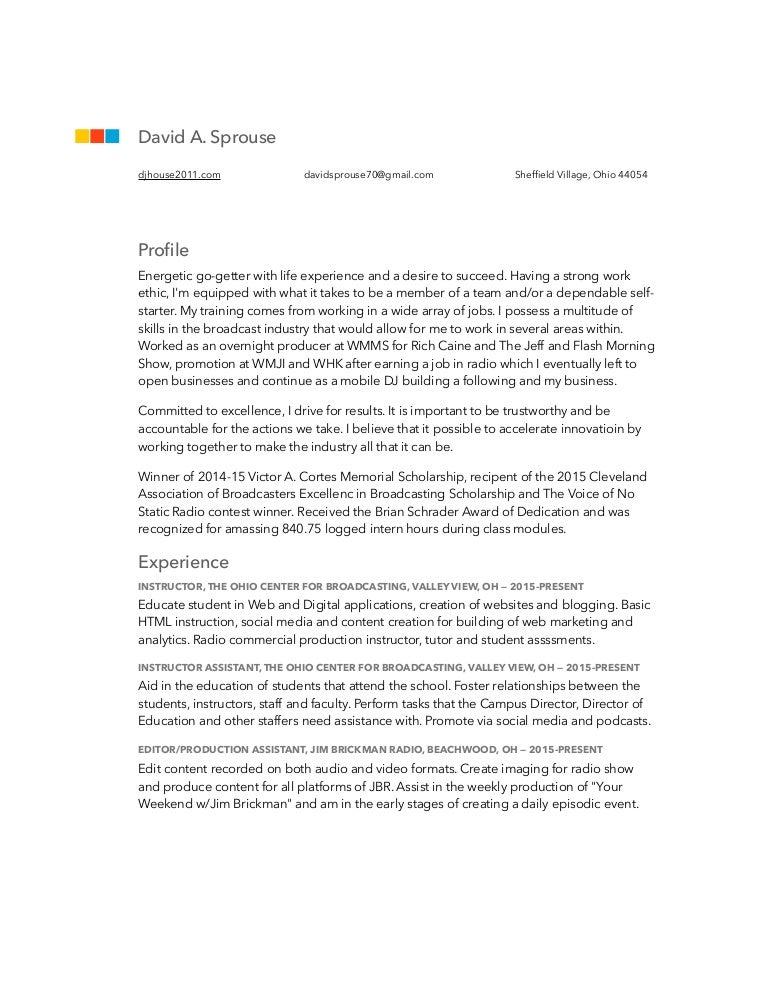 David A. Sprouse
djhouse2011.com davidsprouse70@gmail.com Sheffield Village, Ohio 44054
Profile
Energetic go-getter with life experience and a desire to succeed. Having a strong work
ethic, I'm equipped with what it takes to be a member of a team and/or a dependable self-
starter. My training comes from working in a wide array of jobs. I possess a multitude of
skills in the broadcast industry that would allow for me to work in several areas within.
Worked as an overnight producer at WMMS for Rich Caine and The Jeff and Flash Morning
Show, promotion at WMJI and WHK after earning a job in radio which I eventually left to
open businesses and continue as a mobile DJ building a following and my business.
Committed to excellence, I drive for results. It is important to be trustworthy and be
accountable for the actions we take. I believe that it possible to accelerate innovatioin by
working together to make the industry all that it can be.
Winner of 2014-15 Victor A. Cortes Memorial Scholarship, recipent of the 2015 Cleveland
Association of Broadcasters Excellenc in Broadcasting Scholarship and The Voice of No
Static Radio contest winner. Received the Brian Schrader Award of Dedication and was
recognized for amassing 840.75 logged intern hours during class modules.
Experience
INSTRUCTOR, THE OHIO CENTER FOR BROADCASTING, VALLEY VIEW, OH – 2015-PRESENT
Educate student in Web and Digital applications, creation of websites and blogging. Basic
HTML instruction, social media and content creation for building of web marketing and
analytics. Radio commercial production instructor, tutor and student asssments.
INSTRUCTOR ASSISTANT, THE OHIO CENTER FOR BROADCASTING, VALLEY VIEW, OH – 2015-PRESENT
Aid in the education of students that attend the school. Foster relationships between the
students, instructors, staff and faculty. Perform tasks that the Campus Director, Director of
Education and other staffers need assistance with. Promote via social media and podcasts.
EDITOR/PRODUCTION ASSISTANT, JIM BRICKMAN RADIO, BEACHWOOD, OH – 2015-PRESENT
Edit content recorded on both audio and video formats. Create imaging for radio show
and produce content for all platforms of JBR. Assist in the weekly production of "Your
Weekend w/Jim Brickman" and am in the early stages of creating a daily episodic event.